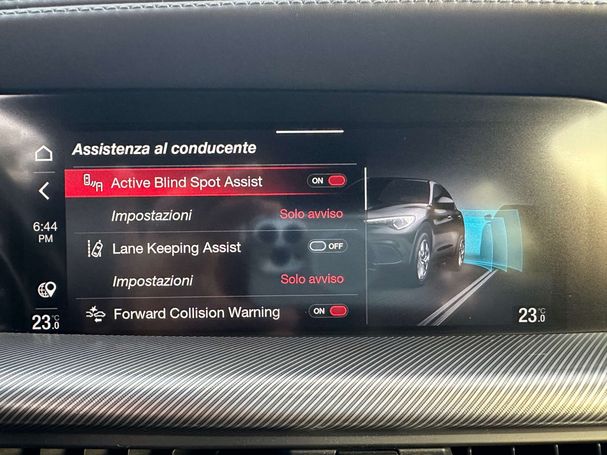 Assistenza al conducente
Active Blind Spot Assist ON
Impostazioni Solo avviso
Lane Keeping Assist OFF
Impostazioni Solo avviso
Forward Collision Warning ON
6:44
PM
23.0 °C
23.0 °C